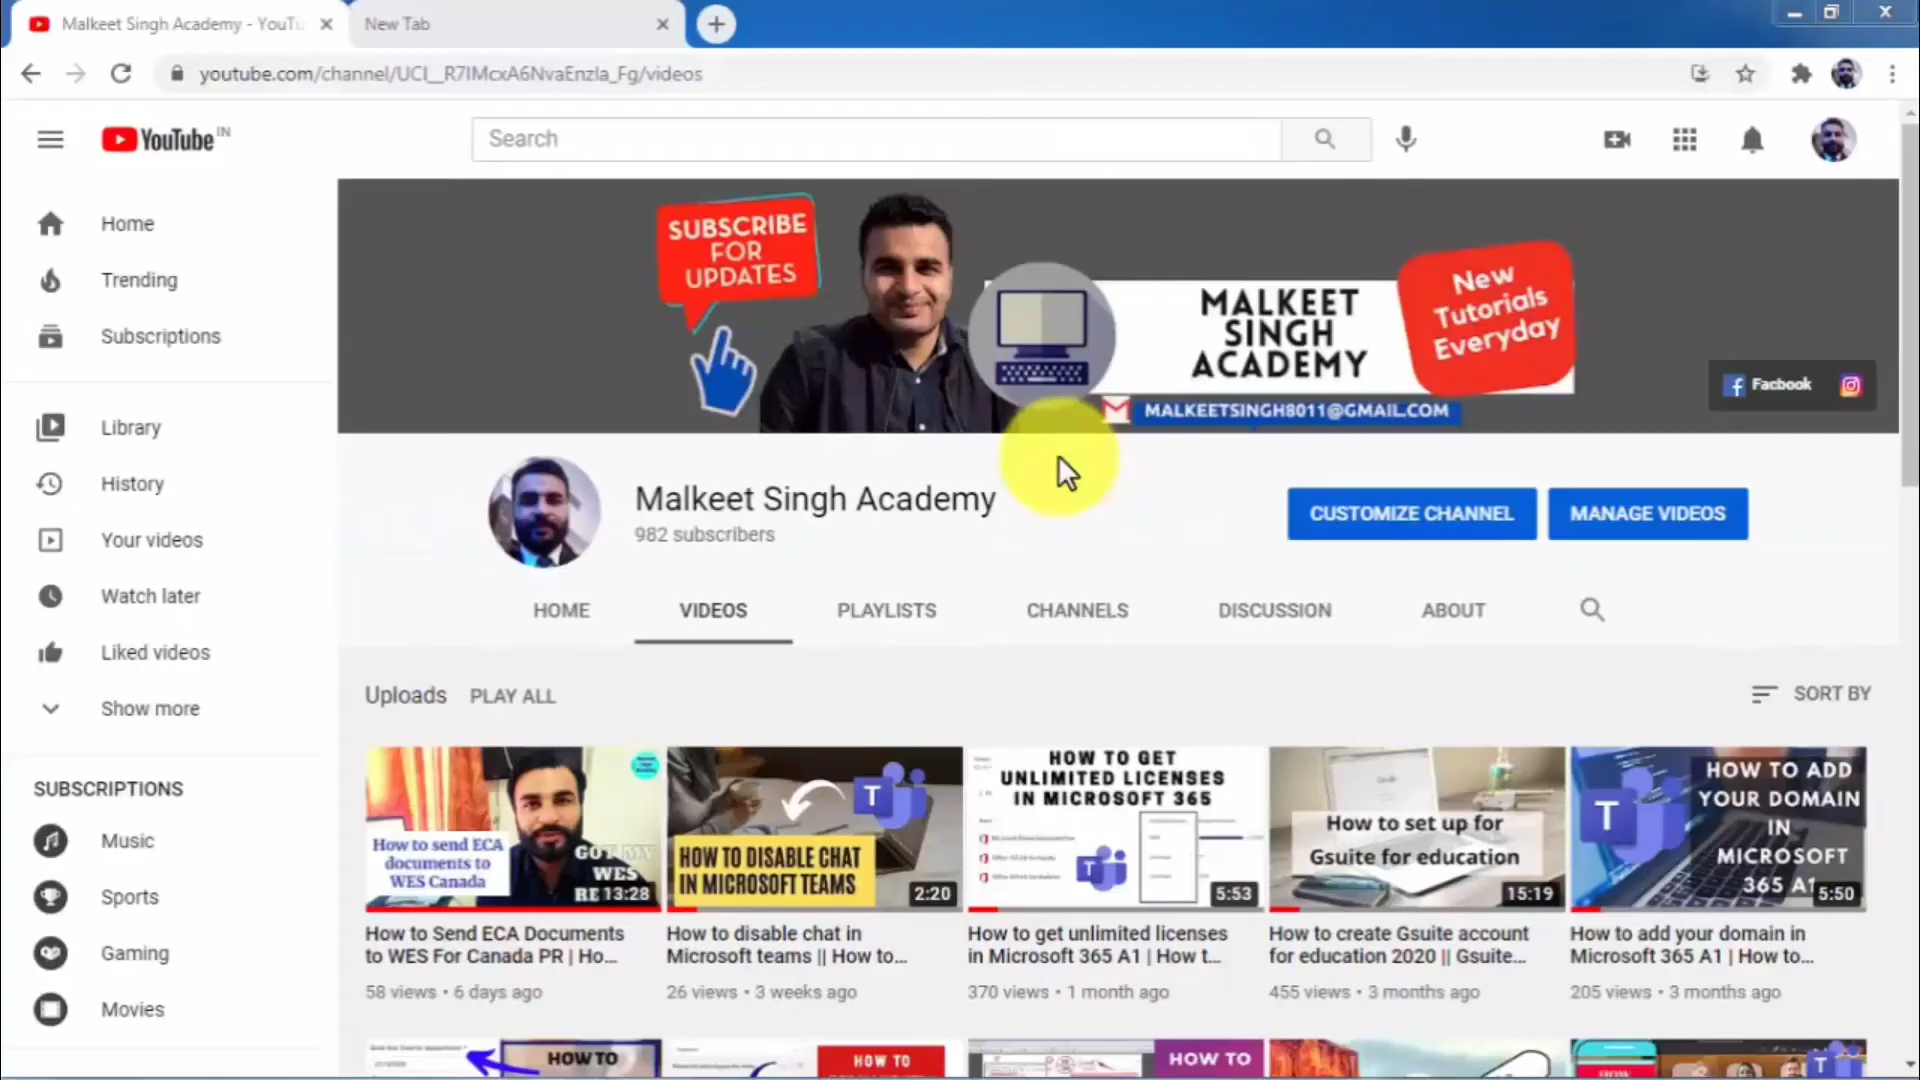 Malkeet Singh Academy - YouTu
New Tab
youtube.com/channel/UCI__R7IMcxA6NvaEnzIa_Fg/videos
YouTube IN
Search
Home
Trending
Subscriptions
Library
History
Your videos
Watch later
Liked videos
Show more
SUBSCRIPTIONS
Music
Sports
Gaming
Movies
SUBSCRIBE
FOR
UPDATES
MALKEET
SINGH
ACADEMY
New
Tutorials
Everyday
MALKEETSINGH8011@GMAIL.COM
Facbook
Malkeet Singh Academy
982 subscribers
CUSTOMIZE CHANNEL
MANAGE VIDEOS
HOME
VIDEOS
PLAYLISTS
CHANNELS
DISCUSSION
ABOUT
Uploads
PLAY ALL
SORT BY
How to send ECA
documents to
WES Canada
GOT MY
WES
RE
13:28
How to Send ECA Documents
to WES For Canada PR | Ho...
58 views • 6 days ago
T
HOW TO DISABLE CHAT
IN MICROSOFT TEAMS
2:20
How to disable chat in
Microsoft teams || How to...
26 views • 3 weeks ago
HOW TO GET
UNLIMITED LICENSES
IN MICROSOFT 365
T
5:53
How to get unlimited licenses
in Microsoft 365 A1 | How t...
370 views • 1 month ago
How to set up for
Gsuite for education
15:19
How to create Gsuite account
for education 2020 || Gsuite...
455 views • 3 months ago
T
HOW TO ADD
YOUR DOMAIN
IN
MICROSOFT
365 A1
5:50
How to add your domain in
Microsoft 365 A1 | How to...
205 views • 3 months ago
HOW TO
HOW TO
HOW TO
HOW
T